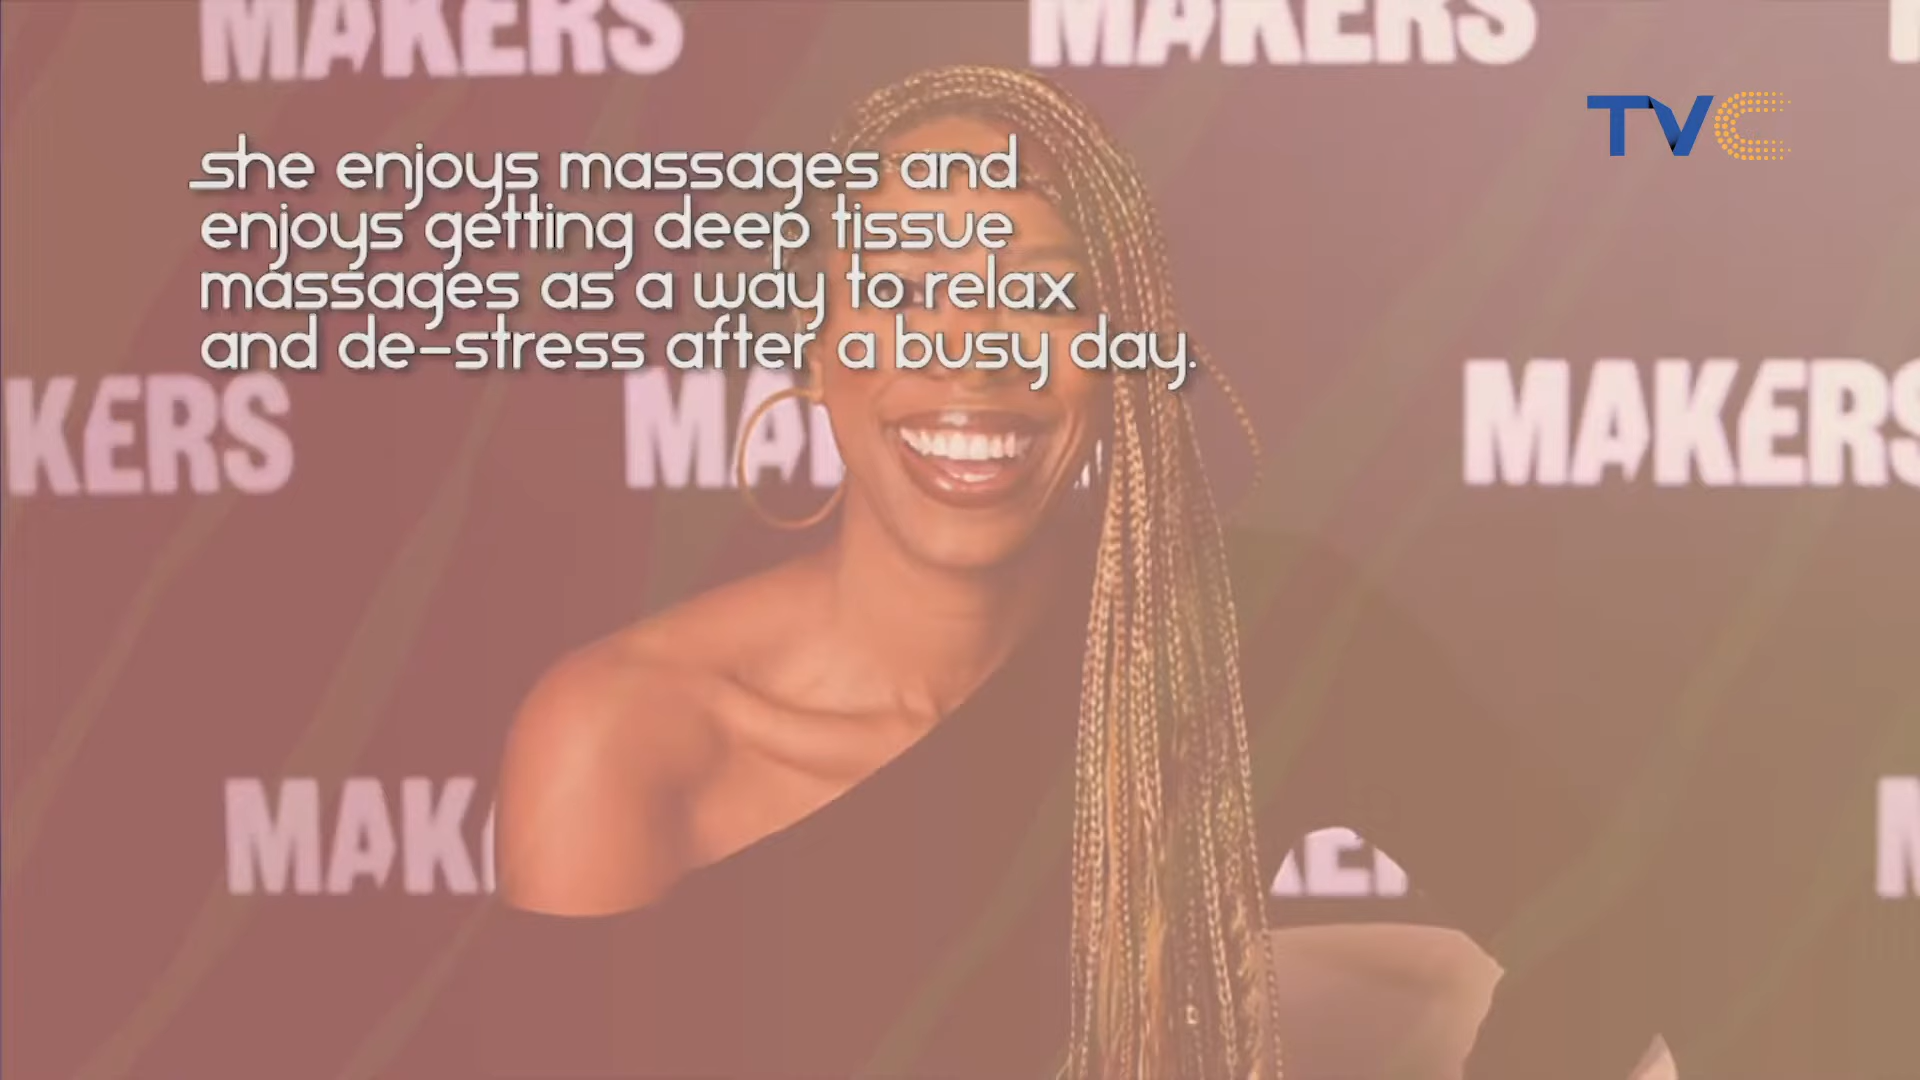 MAKERS MAKERS
TVC
she enjoys massages and
enjoys getting deep tissue
massages as a way to relax
and de-stress after a busy day.
KERS MA MAKERS
MAK